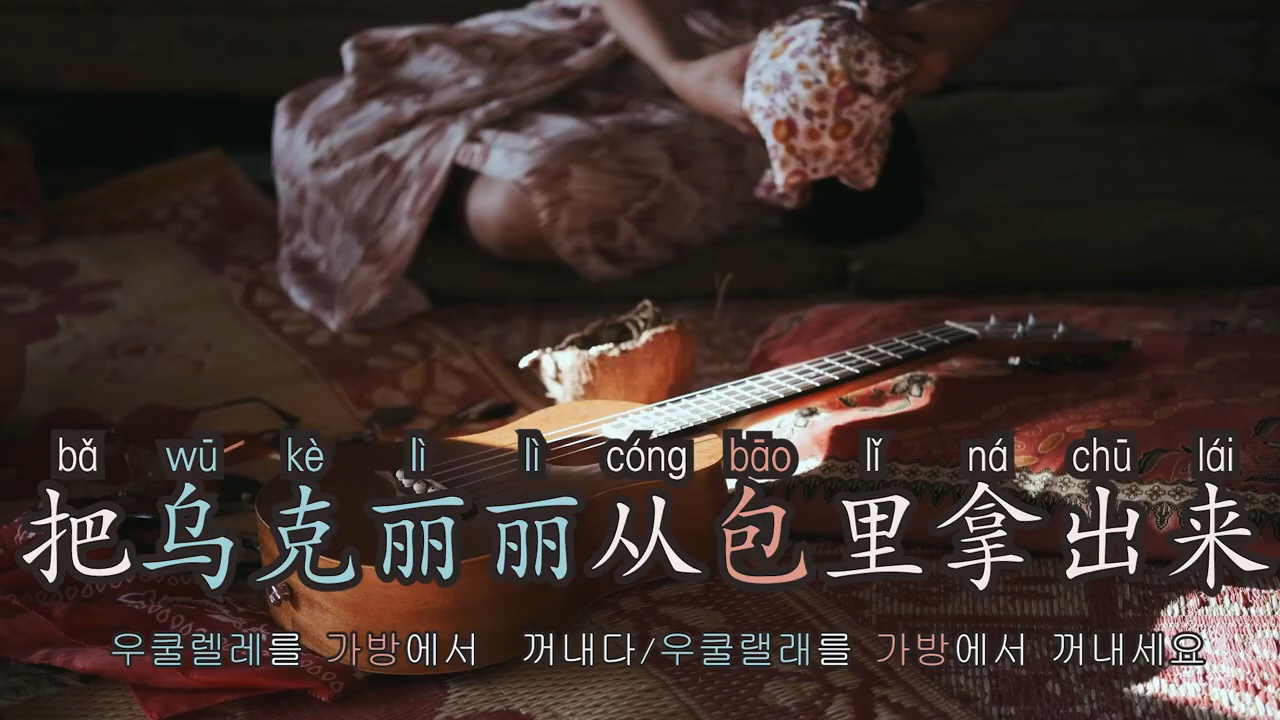 bǎ wū kè lì lì cóng bāo lǐ ná chū lái
把乌克丽丽从包里拿出来
우쿨렐레를 가방에서 꺼내다/우쿨랠래를 가방에서 꺼내세요